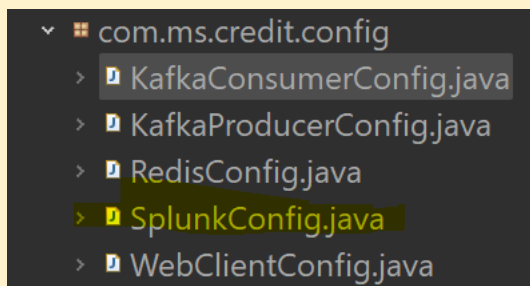 com.ms.credit.config
KafkaConsumerConfig.java
KafkaProducerConfig.java
RedisConfig.java
SplunkConfig.java
WebClientConfig.java